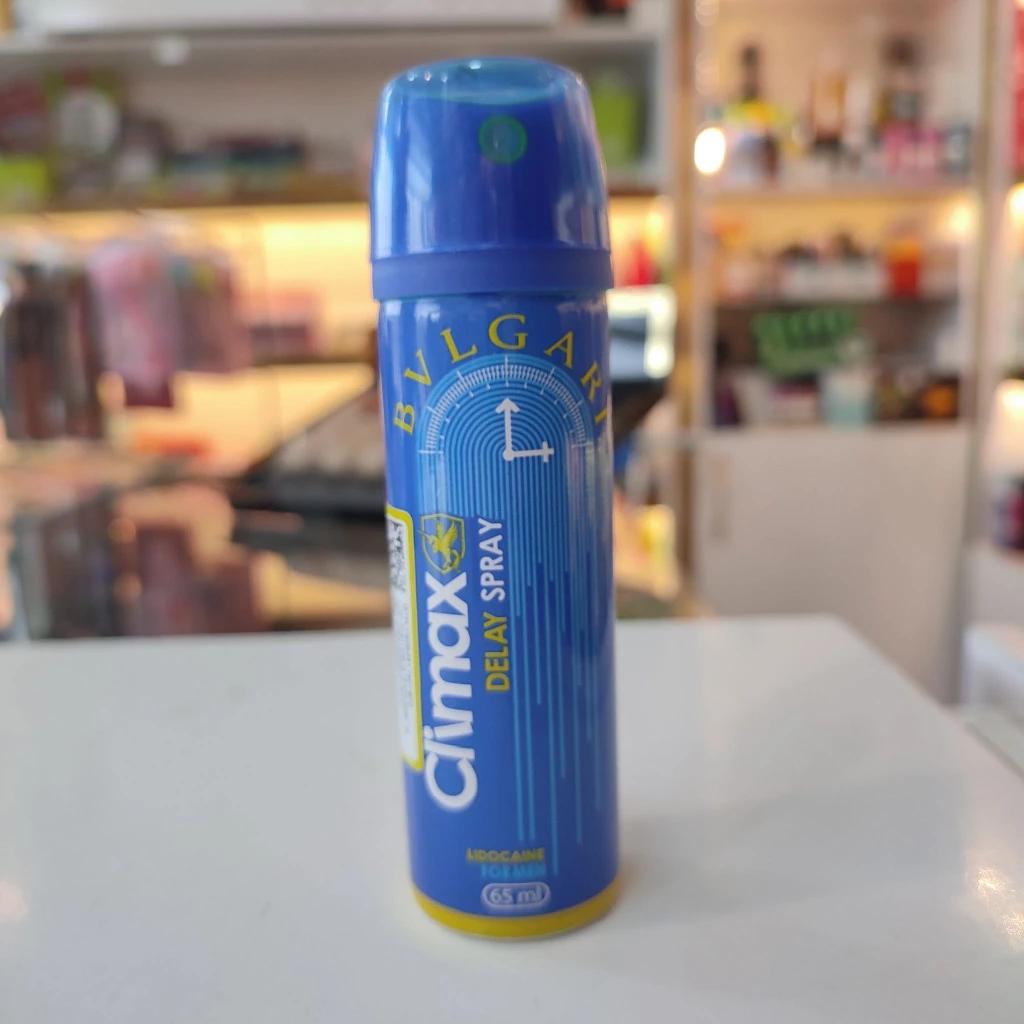 BVLGARI
Climax
DELAY SPRAY
LIDOCAINE
FOR MEN
65 ml